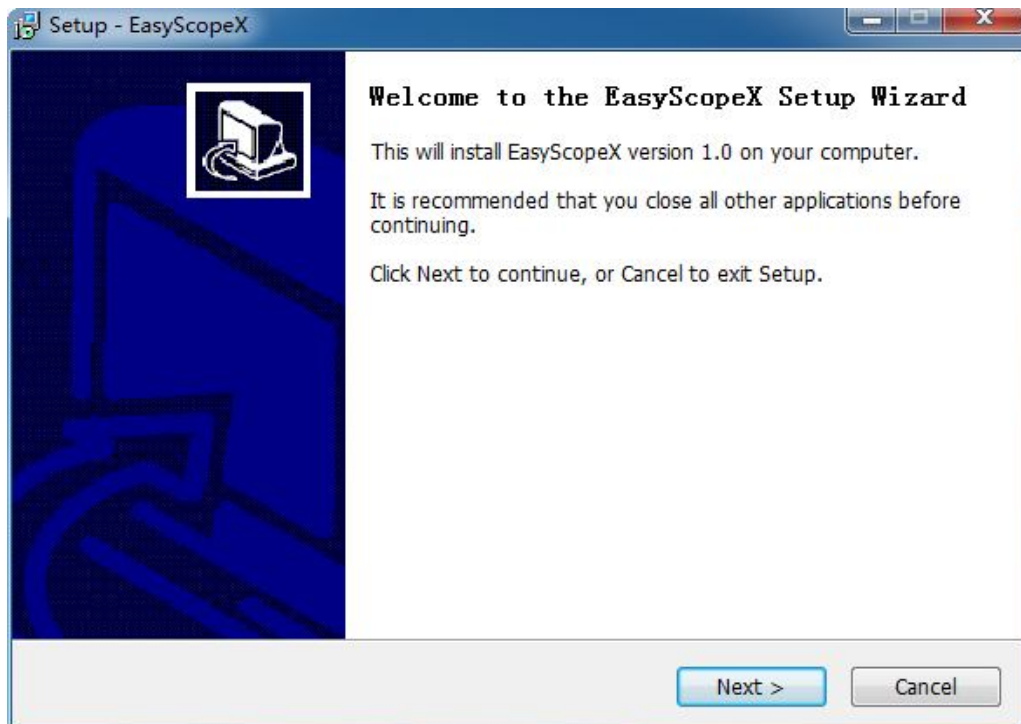 Setup - EasyScopeX
Welcome to the EasyScopeX Setup Wizard
This will install EasyScopeX version 1.0 on your computer.
It is recommended that you close all other applications before
continuing.
Click Next to continue, or Cancel to exit Setup.
Next >
Cancel